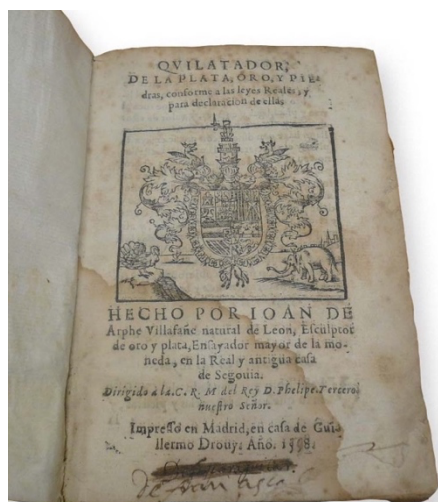 QVILATADOR,
DE LA PLATA, ORO, Y PIE-
dras, conforme a las leyes Reales, y
para declaracion de ellas,
HECHO POR IOAN DE
Arphe Villafañe natural de Leon, Esculptor
de oro y plata, Ensayador mayor de la mo-
neda, en la Real y antigua casa
de Segouia.
Dirigido a la C. R. M del Rey D. Phelipe Tercero
nuestro Señor.
Impresso en Madrid, en casa de Gui-
llermo Drouy: Año. 1598.
de